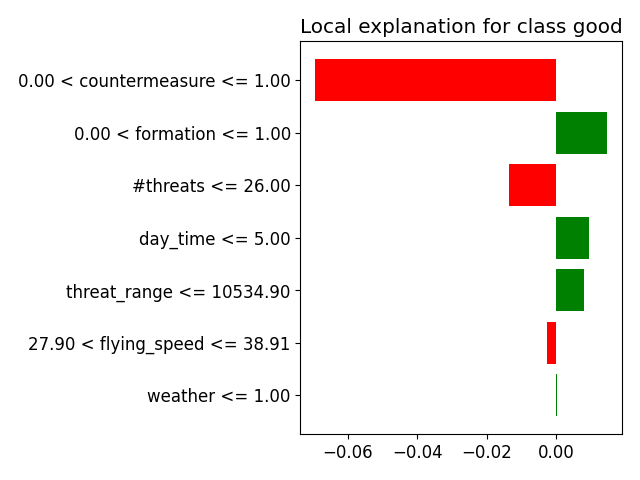 Local explanation for class good
0.00 < countermeasure <= 1.00
0.00 < formation <= 1.00
#threats <= 26.00
day_time <= 5.00
threat_range <= 10534.90
27.90 < flying_speed <= 38.91
weather <= 1.00
−0.06 −0.04 −0.02 0.00